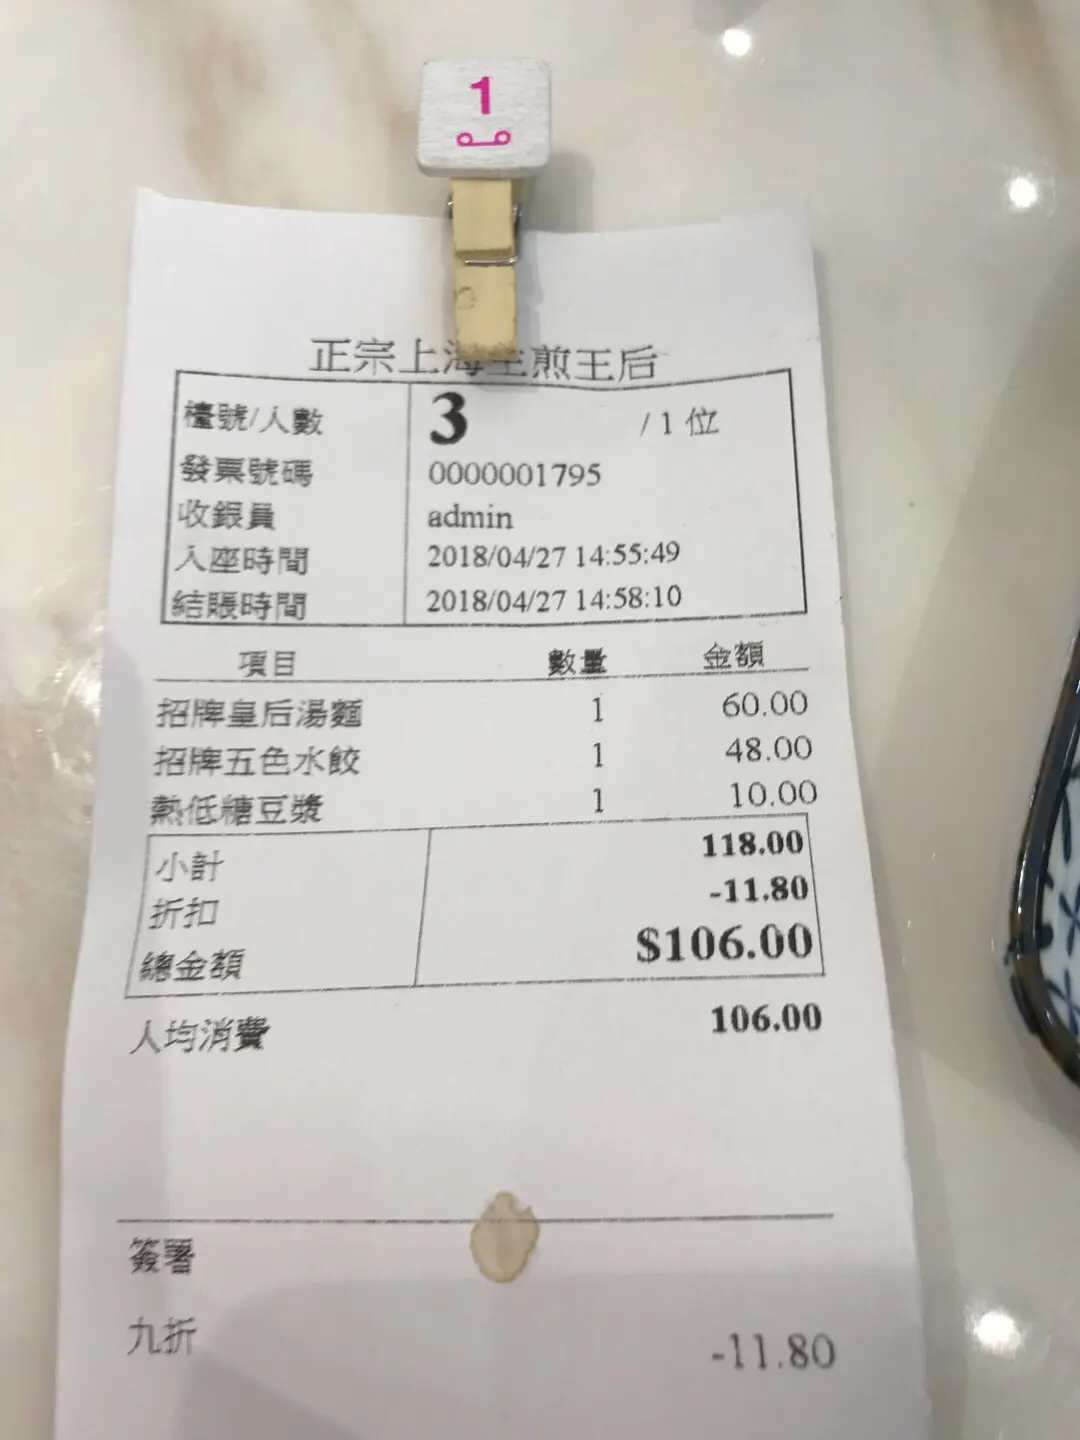 1
正宗上海生煎王后
檯號/人數 3 /1 位
發票號碼 0000001795
收銀員 admin
入座時間 2018/04/27 14:55:49
結賬時間 2018/04/27 14:58:10
項目 數量 金額
招牌皇后湯麵 1 60.00
招牌五色水餃 1 48.00
熱低糖豆漿 1 10.00
小計 118.00
折扣 -11.80
總金額 $106.00
人均消費 106.00
簽署
九折 -11.80